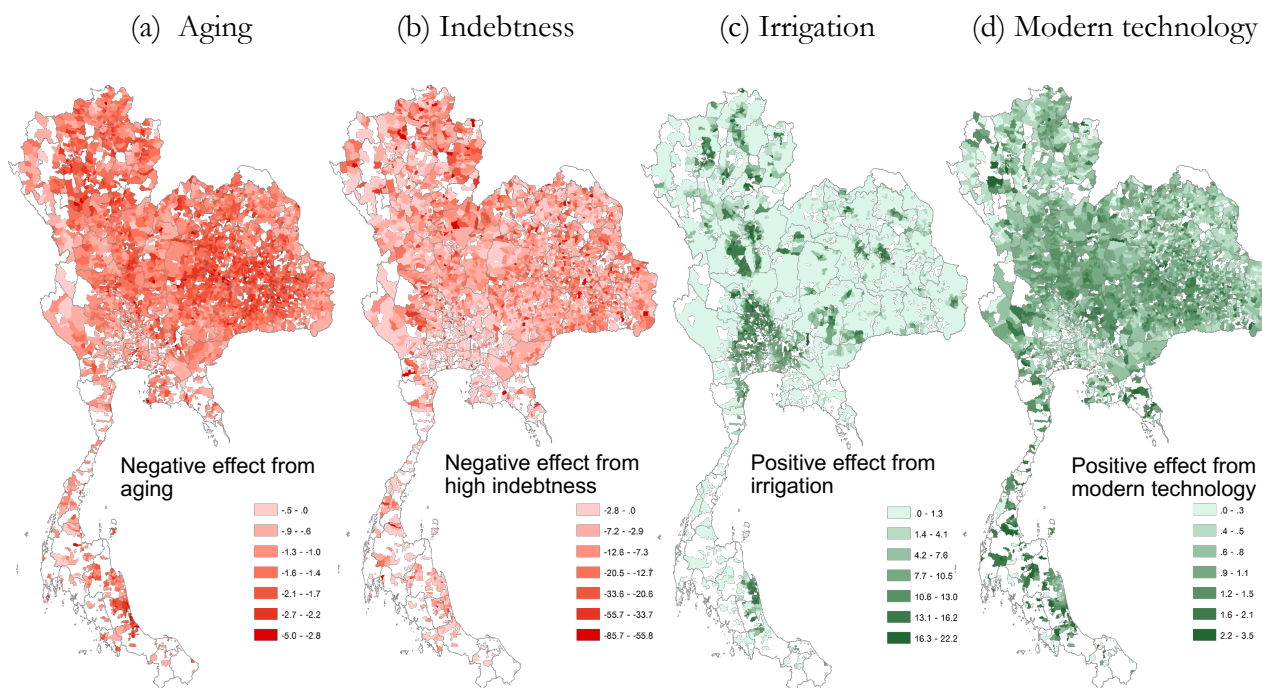 (a) Aging
(b) Indebtness
(c) Irrigation
(d) Modern technology
Negative effect from
aging
-.5 - .0
-.9 - -.6
-1.3 - -1.0
-1.6 - -1.4
-2.1 - -1.7
-2.7 - -2.2
-5.0 - -2.8
Negative effect from
high indebtness
-2.8 - .0
-7.2 - -2.9
-12.6 - -7.3
-20.5 - -12.7
-33.6 - -20.6
-55.7 - -33.7
-85.7 - -55.8
Positive effect from
irrigation
.0 - 1.3
1.4 - 4.1
4.2 - 7.6
7.7 - 10.5
10.6 - 13.0
13.1 - 16.2
16.3 - 22.2
Positive effect from
modern technology
.0 - .3
.4 - .5
.6 - .8
.9 - 1.1
1.2 - 1.5
1.6 - 2.1
2.2 - 3.5